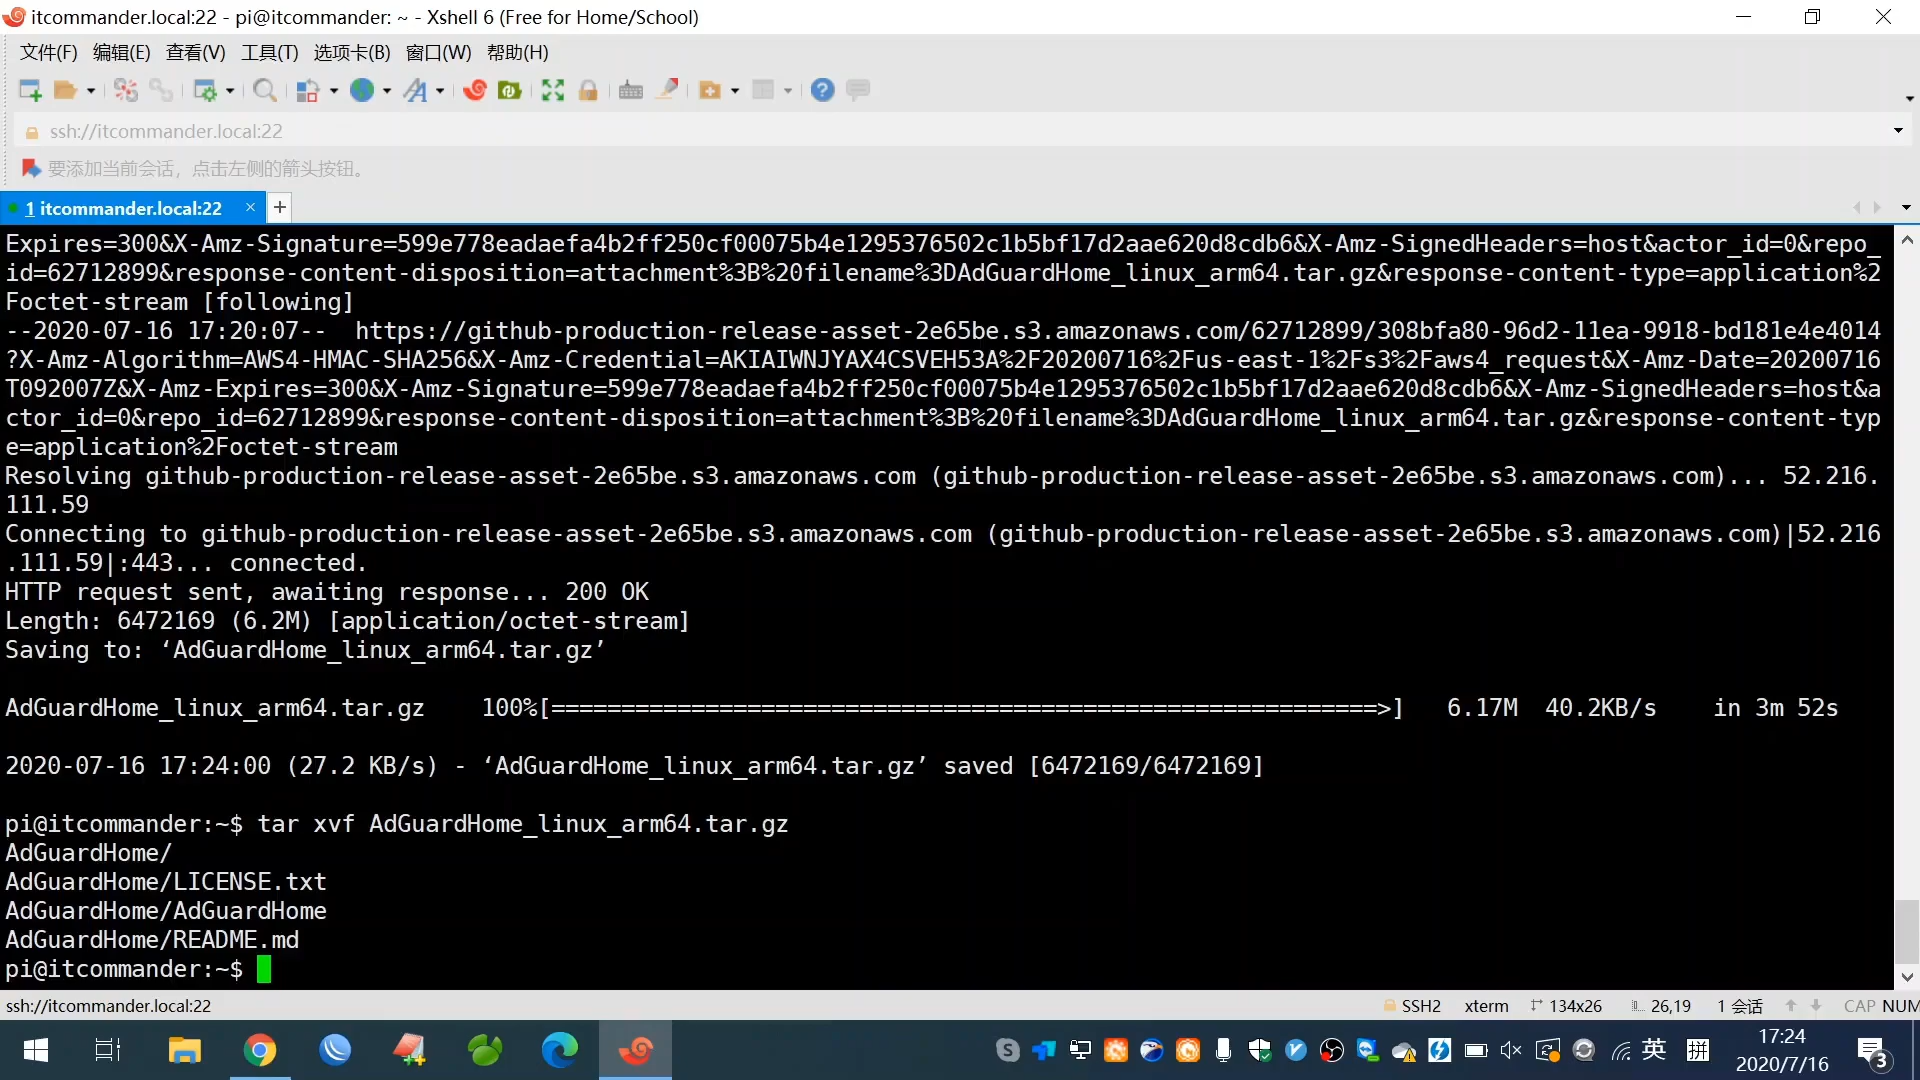 itcommander.local:22 - pi@itcommander: ~ - Xshell 6 (Free for Home/School)
文件(F) 编辑(E) 查看(V) 工具(T) 选项卡(B) 窗口(W) 帮助(H)
ssh://itcommander.local:22
要添加当前会话，点击左侧的箭头按钮。
1 itcommander.local:22 × +
Expires=300&X-Amz-Signature=599e778eadaefa4b2ff250cf00075b4e1295376502c1b5bf17d2aae620d8cdb6&X-Amz-SignedHeaders=host&actor_id=0&repo_
id=62712899&response-content-disposition=attachment%3B%20filename%3DAdGuardHome_linux_arm64.tar.gz&response-content-type=application%2
Foctet-stream [following]
--2020-07-16 17:20:07--  https://github-production-release-asset-2e65be.s3.amazonaws.com/62712899/308bfa80-96d2-11ea-9918-bd181e4e4014
?X-Amz-Algorithm=AWS4-HMAC-SHA256&X-Amz-Credential=AKIAIWNJYAX4CSVEH53A%2F20200716%2Fus-east-1%2Fs3%2Faws4_request&X-Amz-Date=20200716
T092007Z&X-Amz-Expires=300&X-Amz-Signature=599e778eadaefa4b2ff250cf00075b4e1295376502c1b5bf17d2aae620d8cdb6&X-Amz-SignedHeaders=host&a
ctor_id=0&repo_id=62712899&response-content-disposition=attachment%3B%20filename%3DAdGuardHome_linux_arm64.tar.gz&response-content-typ
e=application%2Foctet-stream
Resolving github-production-release-asset-2e65be.s3.amazonaws.com (github-production-release-asset-2e65be.s3.amazonaws.com)... 52.216.
111.59
Connecting to github-production-release-asset-2e65be.s3.amazonaws.com (github-production-release-asset-2e65be.s3.amazonaws.com)|52.216
.111.59|:443... connected.
HTTP request sent, awaiting response... 200 OK
Length: 6472169 (6.2M) [application/octet-stream]
Saving to: ‘AdGuardHome_linux_arm64.tar.gz’
AdGuardHome_linux_arm64.tar.gz    100%[===========================================================>]   6.17M  40.2KB/s    in 3m 52s
2020-07-16 17:24:00 (27.2 KB/s) - ‘AdGuardHome_linux_arm64.tar.gz’ saved [6472169/6472169]
pi@itcommander:~$ tar xvf AdGuardHome_linux_arm64.tar.gz
AdGuardHome/
AdGuardHome/LICENSE.txt
AdGuardHome/AdGuardHome
AdGuardHome/README.md
pi@itcommander:~$
ssh://itcommander.local:22 SSH2 xterm 134x26 26,19 1 会话 CAP NUM
英 拼 17:24
2020/7/16 3